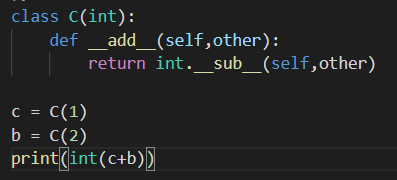 class C(int):
    def __add__(self,other):
        return int.__sub__(self,other)

c = C(1)
b = C(2)
print(int(c+b))